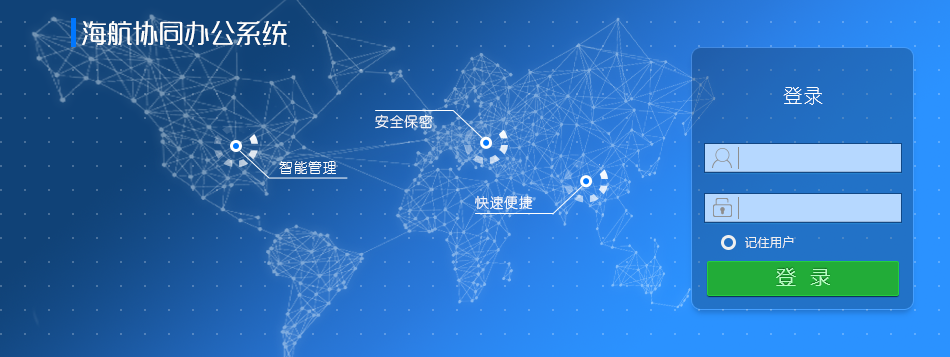 海航协同办公系统
登录
安全保密
智能管理
快速便捷
记住用户
登 录